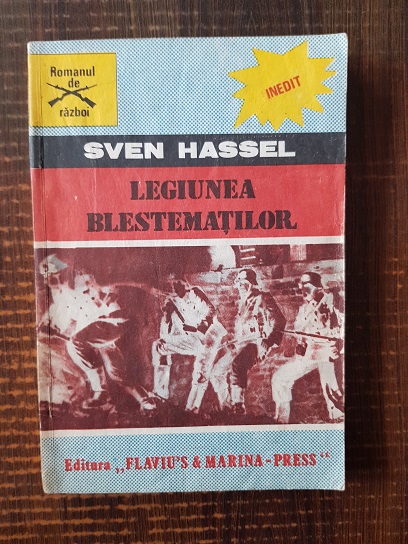 Romanul
de
război
INEDIT
SVEN HASSEL
LEGIUNEA
BLESTEMAȚILOR
Editura „FLAVIU'S & MARINA-PRESS“